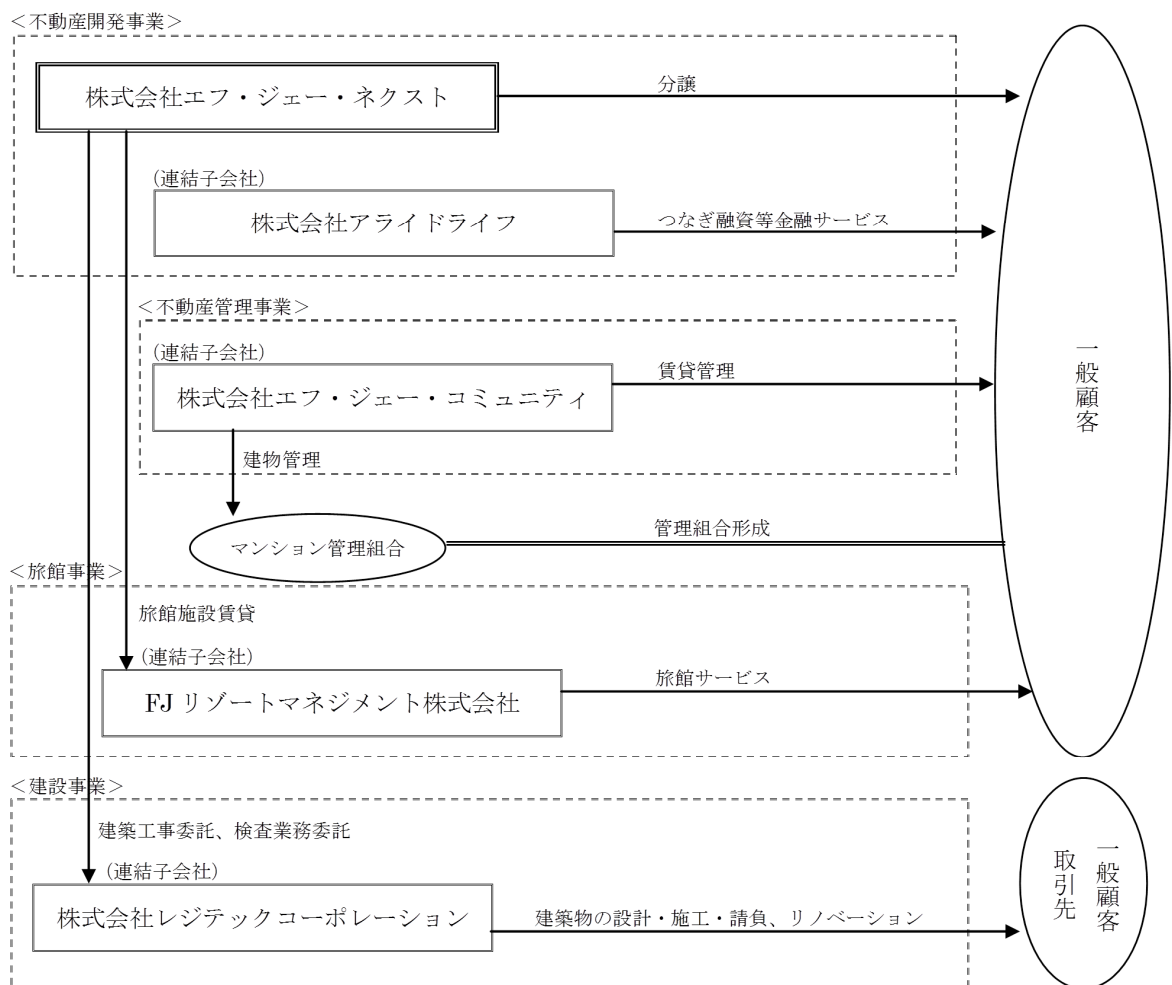 ＜不動産開発事業＞
株式会社エフ・ジェー・ネクスト
分譲
(連結子会社)
株式会社アライドライフ
つなぎ融資等金融サービス
＜不動産管理事業＞
(連結子会社)
株式会社エフ・ジェー・コミュニティ
賃貸管理
建物管理
マンション管理組合
管理組合形成
一般顧客
＜旅館事業＞
旅館施設賃貸
(連結子会社)
FJ リゾートマネジメント株式会社
旅館サービス
＜建設事業＞
建築工事委託、検査業務委託
(連結子会社)
株式会社レジテックコーポレーション
建築物の設計・施工・請負、リノベーション
一般顧客
取引先